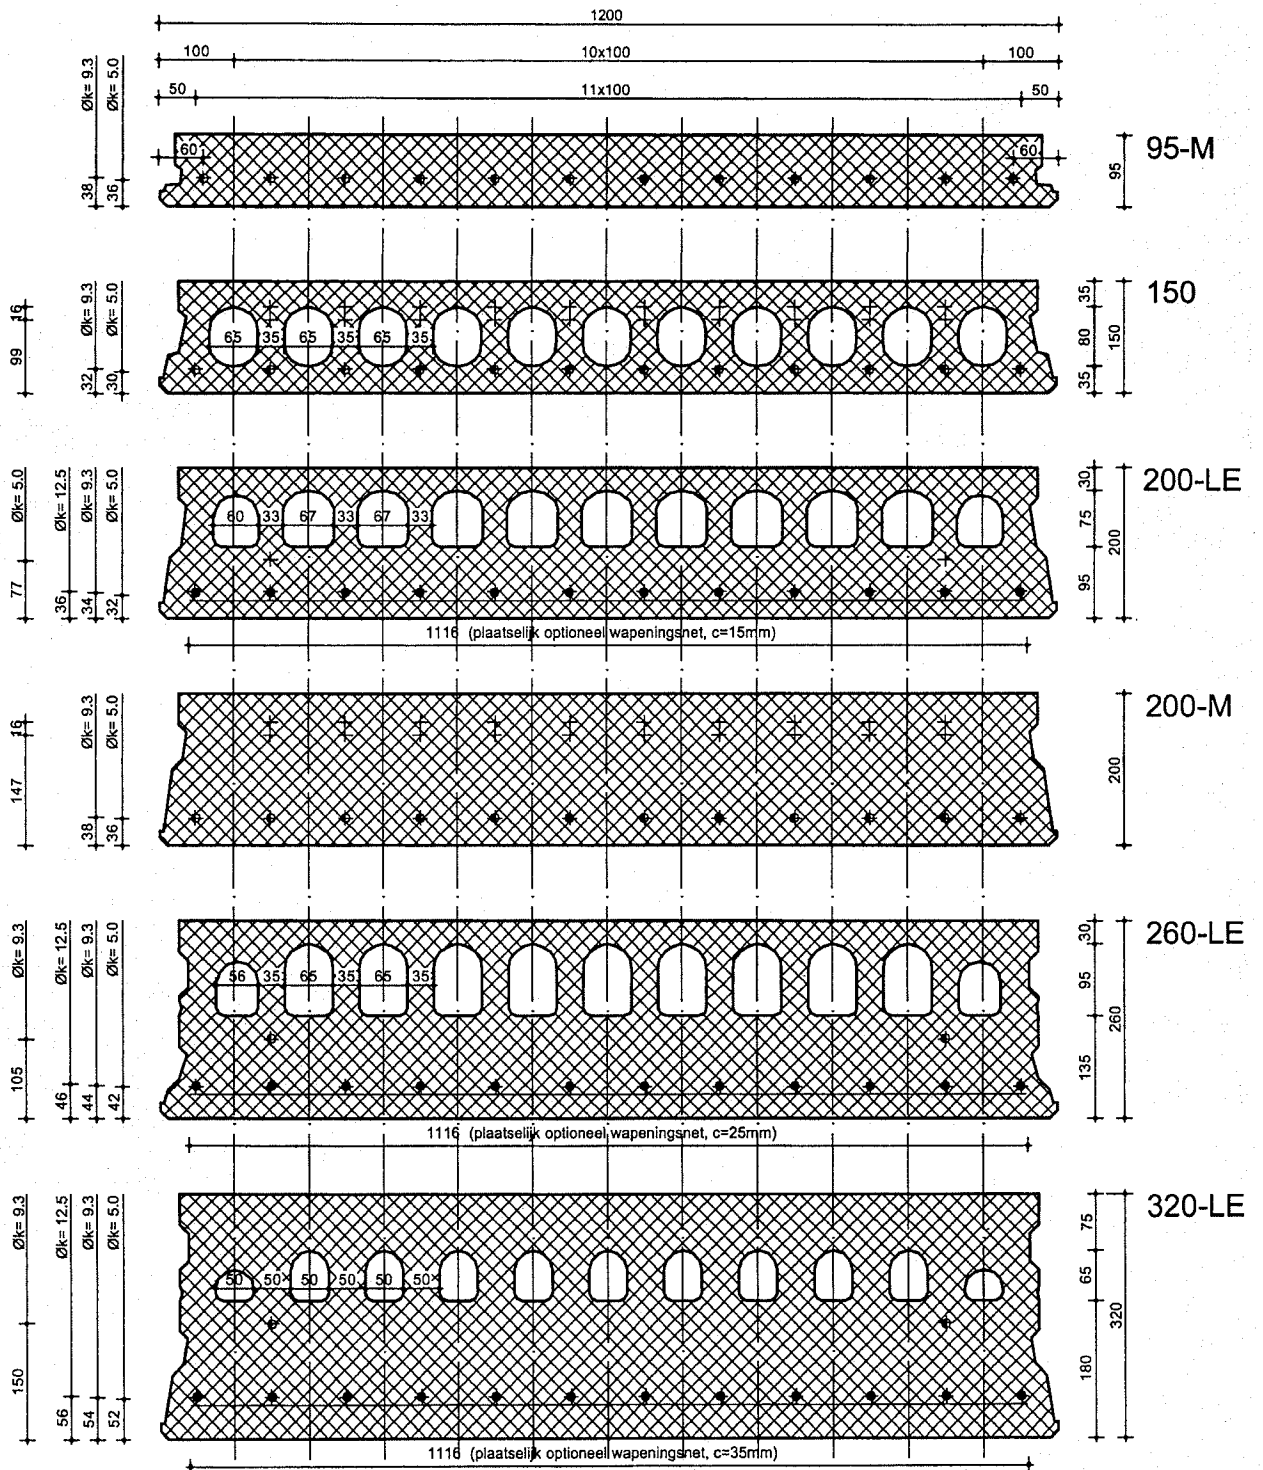 1200
100 10x100 100
50 11x100 50
Øk= 9.3 Øk= 5.0
60 60
38 36
95
95-M
Øk= 9.3 Øk= 5.0
16 99
32 30
65 35 65 35 65 35
35 80 35
150
150
Øk= 5.0 Øk= 12.5 Øk= 9.3 Øk= 5.0
77 36 34 32
60 33 67 33 67 33
30 75 95
200
200-LE
1116 (plaatselijk optioneel wapeningsnet, c=15mm)
Øk= 9.3 Øk= 5.0
16 147
38 36
200
200-M
Øk= 9.3 Øk= 12.5 Øk= 9.3 Øk= 5.0
105 46 44 42
56 35 65 35 65 35
30 95 135
260
260-LE
1116 (plaatselijk optioneel wapeningsnet, c=25mm)
Øk= 9.3 Øk= 12.5 Øk= 9.3 Øk= 5.0
150 56 54 52
50 50 50 50 50 50
75 65 180
320
320-LE
1116 (plaatselijk optioneel wapeningsnet, c=35mm)